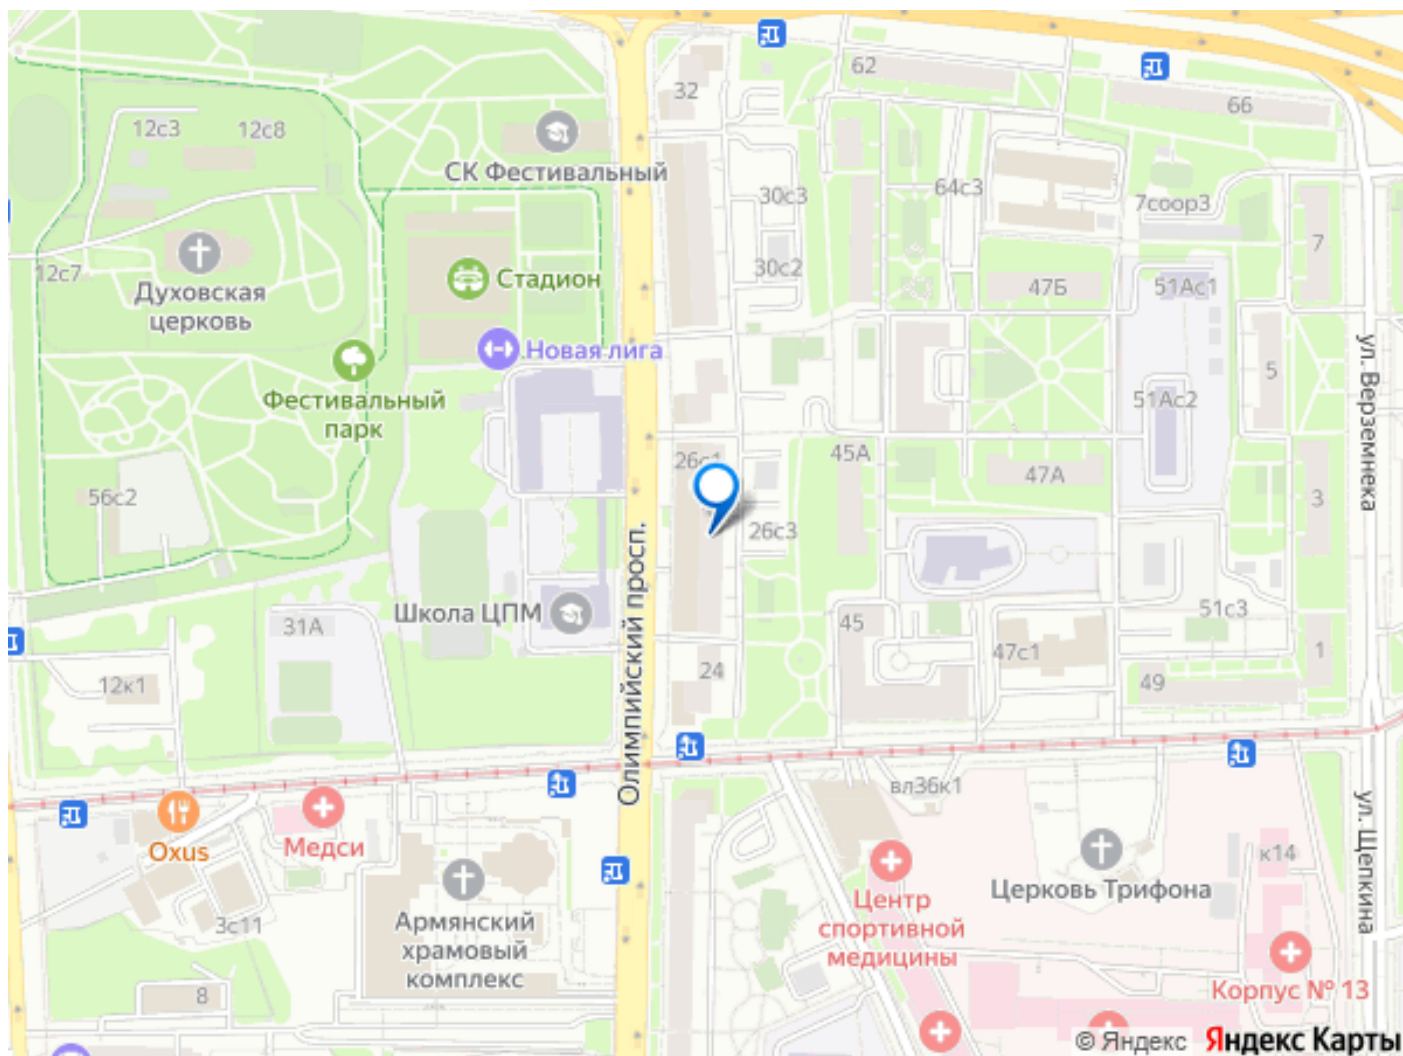 62
32
66
12с3
12с8
СК Фестивальный
30с3
64с3
7соор3
7
12с7
30с2
Стадион
47Б
51Ас1
Духовская
церковь
Новая лига
5
ул. Верземнека
Фестивальный
парк
51Ас2
26с1
45А
47А
56с2
3
26с3
Олимпийский просп.
Школа ЦПМ
31А
45
51с3
47с1
1
12к1
24
49
вл36к1
ул. Щепкина
Oxus
Медси
к14
Церковь Трифона
Центр
спортивной
медицины
3с11
Армянский
храмовый
комплекс
8
Корпус № 13
© Яндекс Яндекс Карты